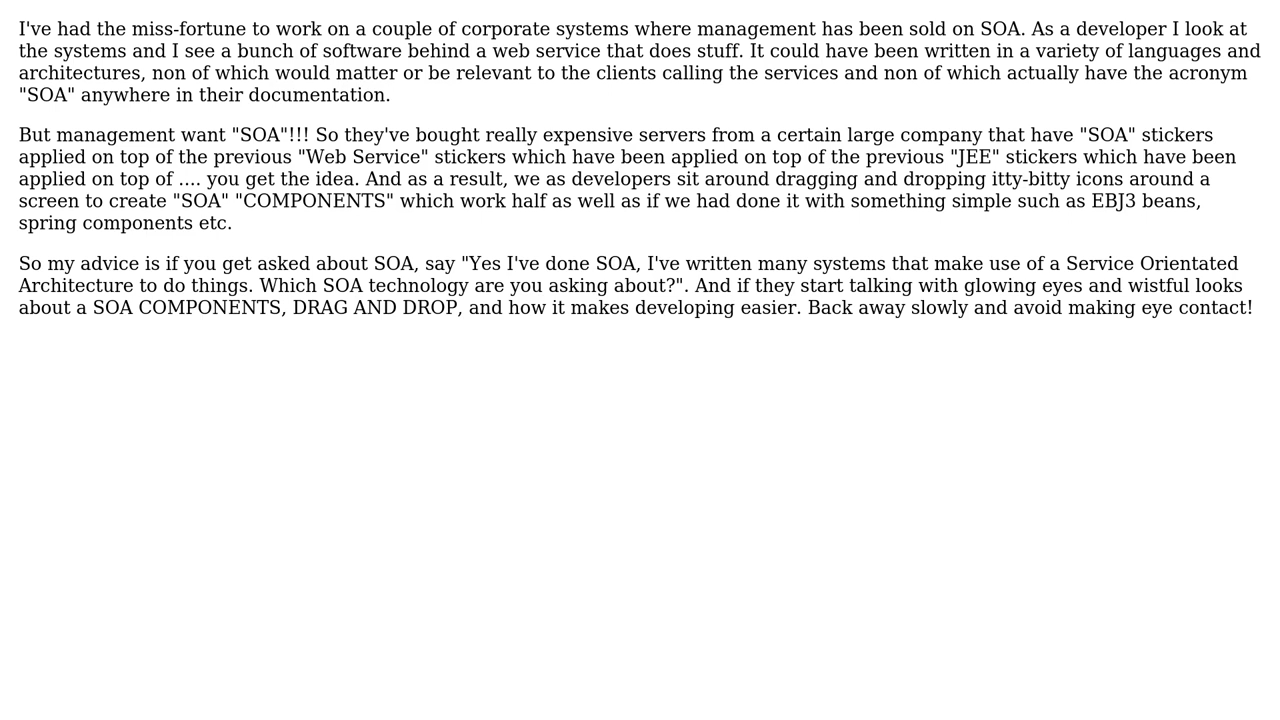 I've had the miss-fortune to work on a couple of corporate systems where management has been sold on SOA. As a developer I look at
the systems and I see a bunch of software behind a web service that does stuff. It could have been written in a variety of languages and
architectures, non of which would matter or be relevant to the clients calling the services and non of which actually have the acronym
"SOA" anywhere in their documentation.
But management want "SOA"!!! So they've bought really expensive servers from a certain large company that have "SOA" stickers
applied on top of the previous "Web Service" stickers which have been applied on top of the previous "JEE" stickers which have been
applied on top of .... you get the idea. And as a result, we as developers sit around dragging and dropping itty-bitty icons around a
screen to create "SOA" "COMPONENTS" which work half as well as if we had done it with something simple such as EBJ3 beans,
spring components etc.
So my advice is if you get asked about SOA, say "Yes I've done SOA, I've written many systems that make use of a Service Orientated
Architecture to do things. Which SOA technology are you asking about?". And if they start talking with glowing eyes and wistful looks
about a SOA COMPONENTS, DRAG AND DROP, and how it makes developing easier. Back away slowly and avoid making eye contact!